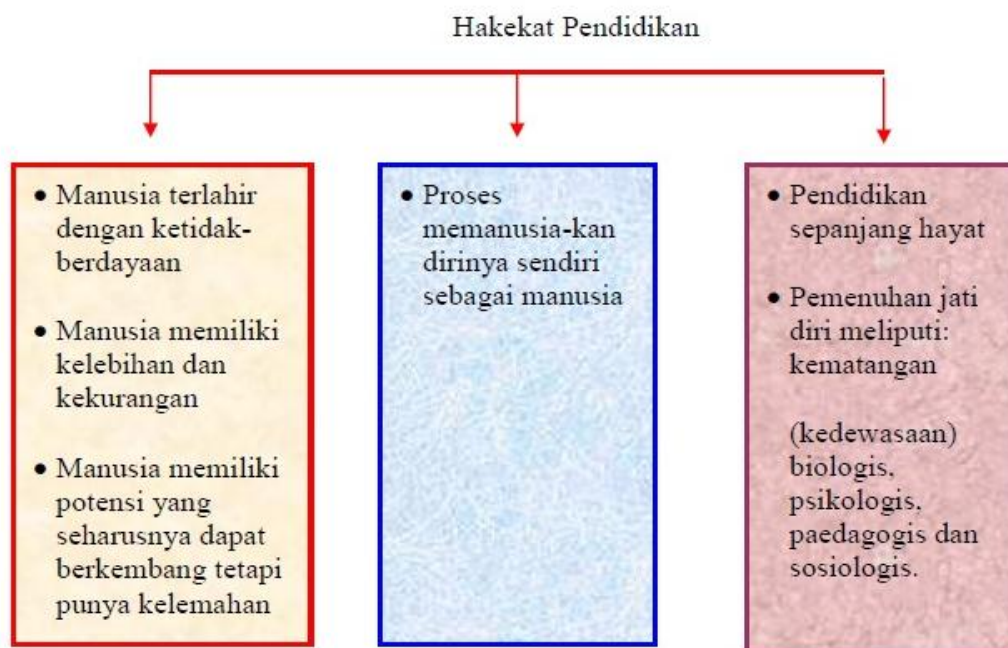 Hakekat Pendidikan
• Manusia terlahir
dengan ketidak-
berdayaan
• Manusia memiliki
kelebihan dan
kekurangan
• Manusia memiliki
potensi yang
seharusnya dapat
berkembang tetapi
punya kelemahan
• Proses
memanusia-kan
dirinya sendiri
sebagai manusia
• Pendidikan
sepanjang hayat
• Pemenuhan jati
diri meliputi:
kematangan
(kedewasaan)
biologis,
psikologis,
paedagogis dan
sosiologis.